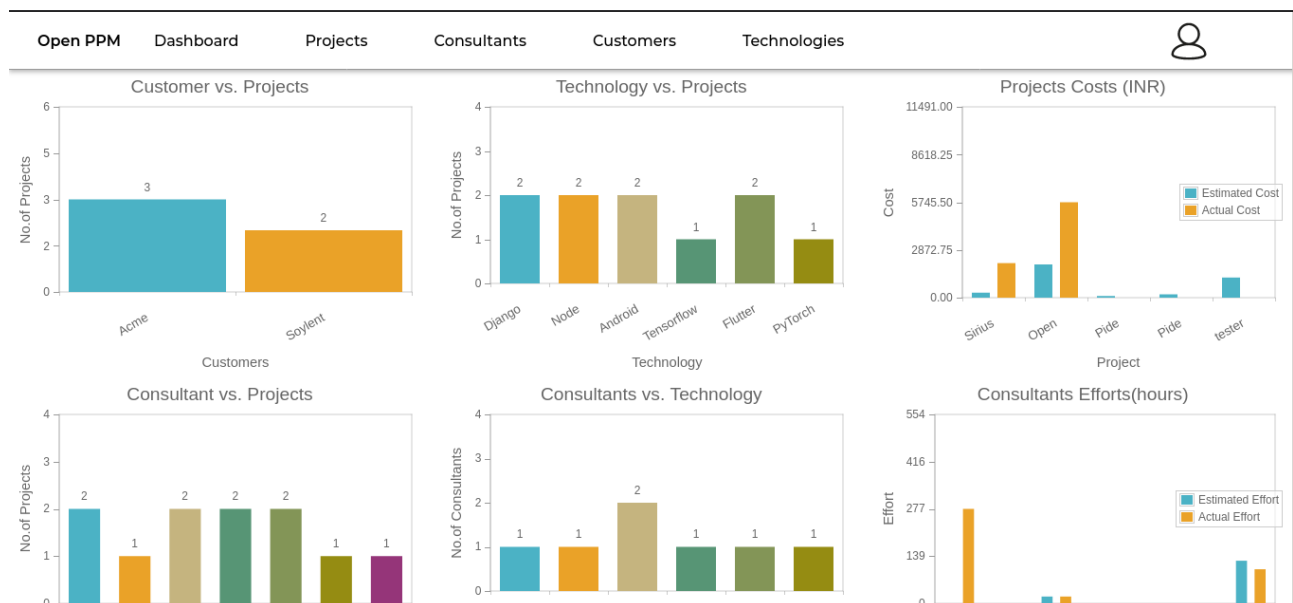 Open PPM Dashboard Projects Consultants Customers Technologies
Customer vs. Projects
6
5
3
2
0
No.of Projects
3
2
Acme
Soylent
Customers
Technology vs. Projects
4
3
2
1
0
No.of Projects
2
2
2
1
2
1
Django
Node
Android
Tensorflow
Flutter
PyTorch
Technology
Projects Costs (INR)
11491.00
8618.25
5745.50
2872.75
0.00
Cost
Estimated Cost
Actual Cost
Sirius
Open
Pide
Pide
tester
Project
Consultant vs. Projects
4
3
2
1
0
No.of Projects
2
1
2
2
2
1
1
Consultants vs. Technology
4
3
2
1
0
No.of Consultants
1
1
2
1
1
1
Consultants Efforts(hours)
554
416
277
139
0
Effort
Estimated Effort
Actual Effort